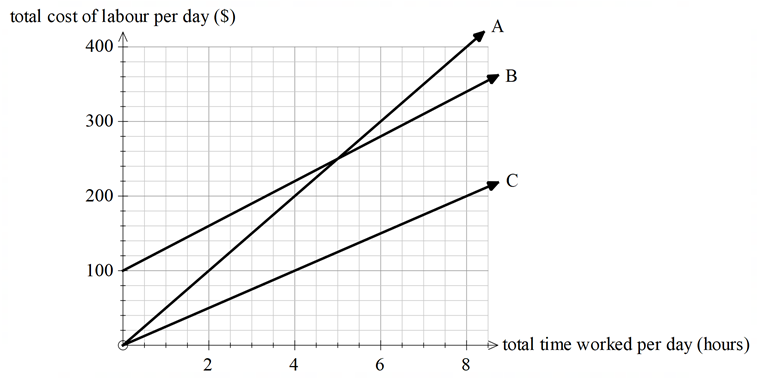 total cost of labour per day ($)
A
400
B
300
C
200
100
total time worked per day (hours)
2 4 6 8